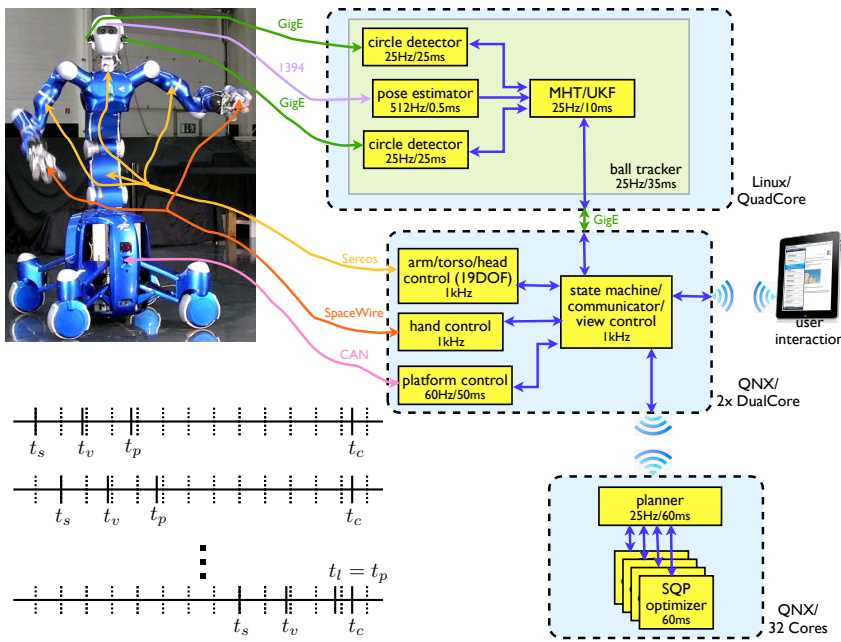 GigE
1394
GigE
circle detector
25Hz/25ms
pose estimator
512Hz/0.5ms
circle detector
25Hz/25ms
MHT/UKF
25Hz/10ms
ball tracker
25Hz/35ms
Linux/
QuadCore
GigE
Sercos
SpaceWire
CAN
arm/torso/head
control (19DOF)
1kHz
hand control
1kHz
platform control
60Hz/50ms
state machine/
communicator/
view control
1kHz
user
interaction
QNX/
2x DualCore
planner
25Hz/60ms
SQP
optimizer
60ms
QNX/
32 Cores
t_s t_v t_p t_c
t_s t_v t_p t_c
t_l = t_p
t_s t_v t_c